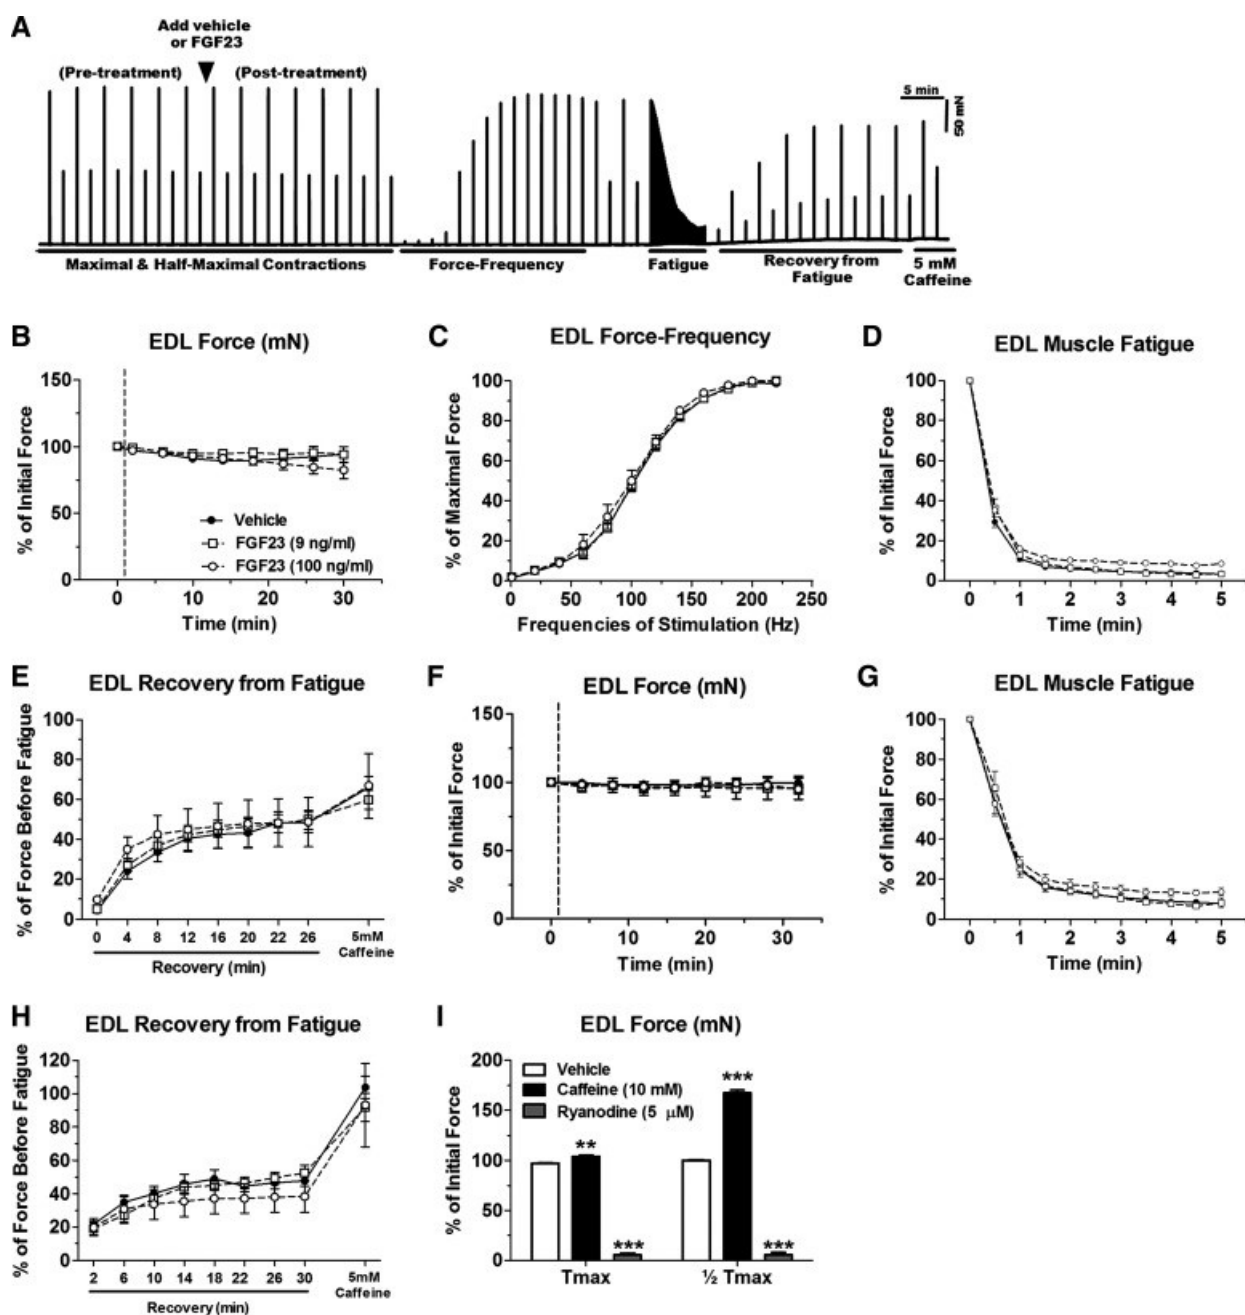 A
Add vehicle
or FGF23
(Pre-treatment) (Post-treatment)
5 min
50 mN
Maximal & Half-Maximal Contractions
Force-Frequency
Fatigue
Recovery from
Fatigue
5 mM
Caffeine
B
EDL Force (mN)
% of Initial Force
150
100
50
0
Vehicle
FGF23 (9 ng/ml)
FGF23 (100 ng/ml)
0 10 20 30
Time (min)
C
EDL Force-Frequency
% of Maximal Force
100
80
60
40
20
0
0 50 100 150 200 250
Frequencies of Stimulation (Hz)
D
EDL Muscle Fatigue
% of Initial Force
100
80
60
40
20
0
0 1 2 3 4 5
Time (min)
E
EDL Recovery from Fatigue
% of Force Before Fatigue
100
80
60
40
20
0
0 4 8 12 16 20 22 26 5mM
Caffeine
Recovery (min)
F
EDL Force (mN)
% of Initial Force
150
100
50
0
0 10 20 30
Time (min)
G
EDL Muscle Fatigue
% of Initial Force
100
80
60
40
20
0
0 1 2 3 4 5
Time (min)
H
EDL Recovery from Fatigue
% of Force Before Fatigue
120
100
80
60
40
20
0
2 6 10 14 18 22 26 30 5mM
Caffeine
Recovery (min)
I
EDL Force (mN)
% of Initial Force
200
150
100
50
0
Vehicle
Caffeine (10 mM)
Ryanodine (5 μM)
**
***
***
***
Tmax ½ Tmax